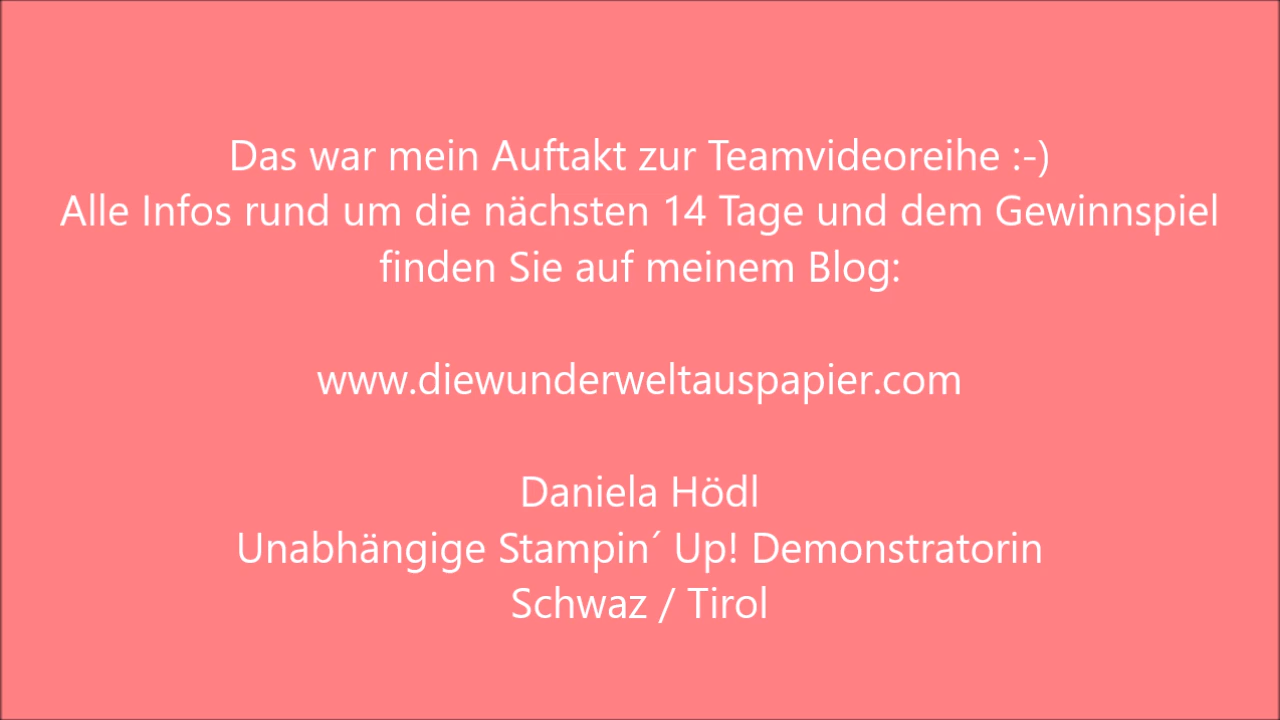 Das war mein Auftakt zur Teamvideoreihe :-)
Alle Infos rund um die nächsten 14 Tage und dem Gewinnspiel
finden Sie auf meinem Blog:
www.diewunderweltauspapier.com
Daniela Hödl
Unabhängige Stampin´ Up! Demonstratorin
Schwaz / Tirol